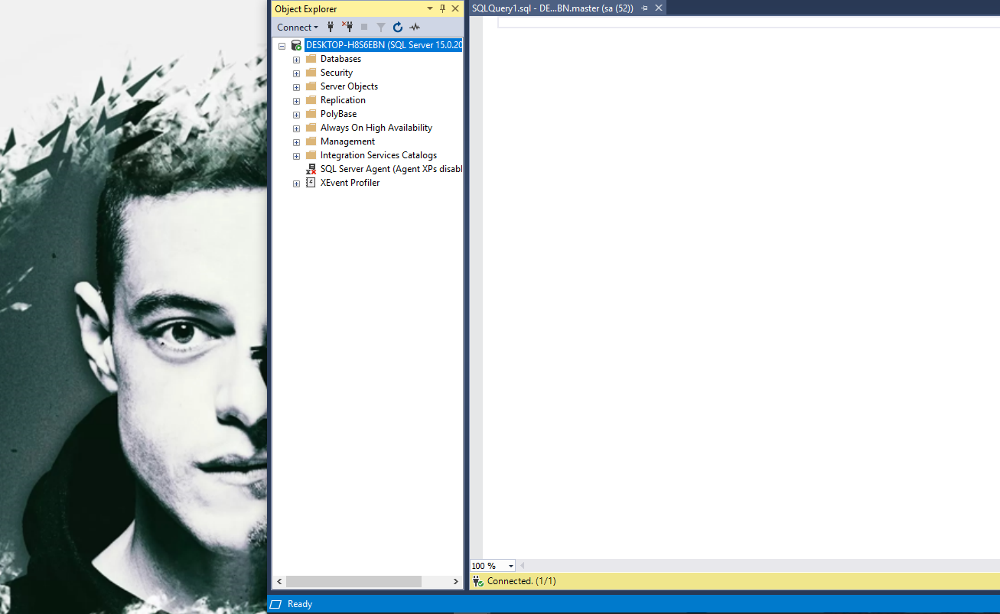 Object Explorer
SQLQuery1.sql - DE...BN.master (sa (52))
Connect
DESKTOP-H8S6EBN (SQL Server 15.0.20
Databases
Security
Server Objects
Replication
PolyBase
Always On High Availability
Management
Integration Services Catalogs
SQL Server Agent (Agent XPs disabl
XEvent Profiler
100 %
Connected. (1/1)
Ready